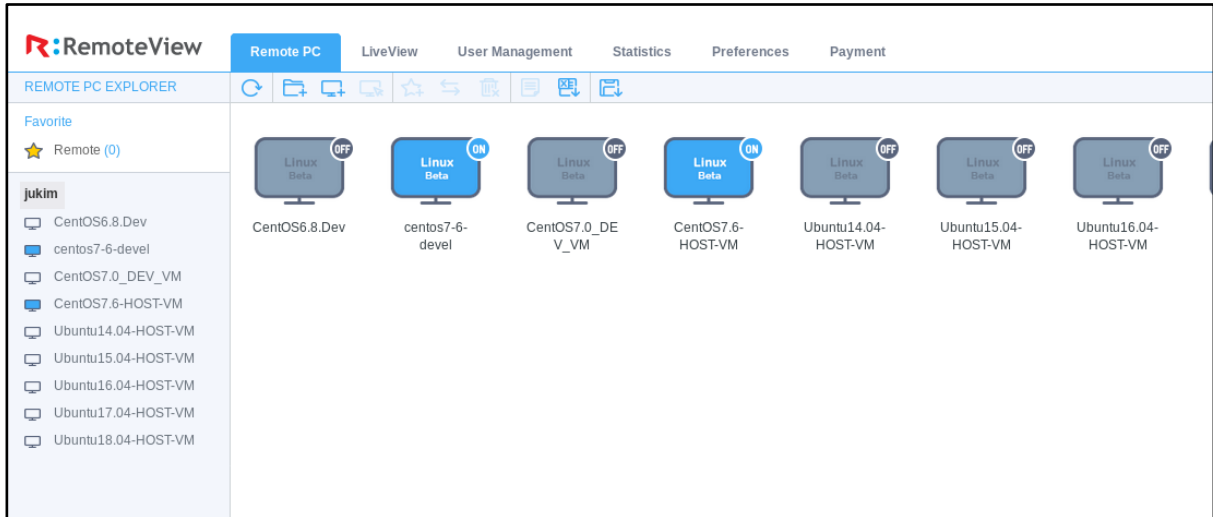 R:RemoteView
Remote PC LiveView User Management Statistics Preferences Payment
REMOTE PC EXPLORER
Favorite
Remote (0)
jukim
CentOS6.8.Dev
centos7-6-devel
CentOS7.0_DEV_VM
CentOS7.6-HOST-VM
Ubuntu14.04-HOST-VM
Ubuntu15.04-HOST-VM
Ubuntu16.04-HOST-VM
Ubuntu17.04-HOST-VM
Ubuntu18.04-HOST-VM
OFF ON OFF ON OFF OFF OFF
Linux Linux Linux Linux Linux Linux Linux
Beta Beta Beta Beta Beta Beta Beta
CentOS6.8.Dev centos7-6- CentOS7.0_DE CentOS7.6- Ubuntu14.04- Ubuntu15.04- Ubuntu16.04-
devel V_VM HOST-VM HOST-VM HOST-VM HOST-VM